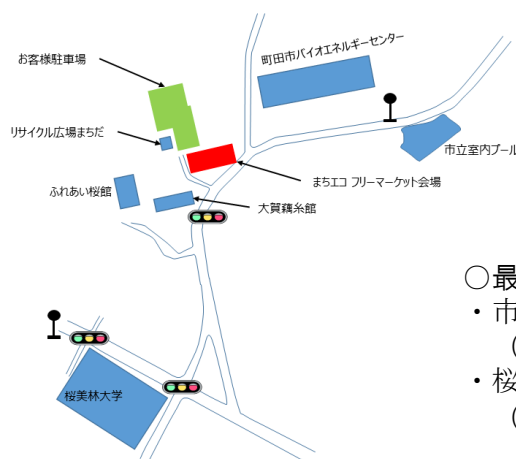 お客様駐車場
町田市バイオエネルギーセンター
リサイクル広場まちだ
市立室内プール
まちエコ フリーマーケット会場
ふれあい桜館
大賀藕糸館
○最
・市
（
・桜
（
桜美林大学